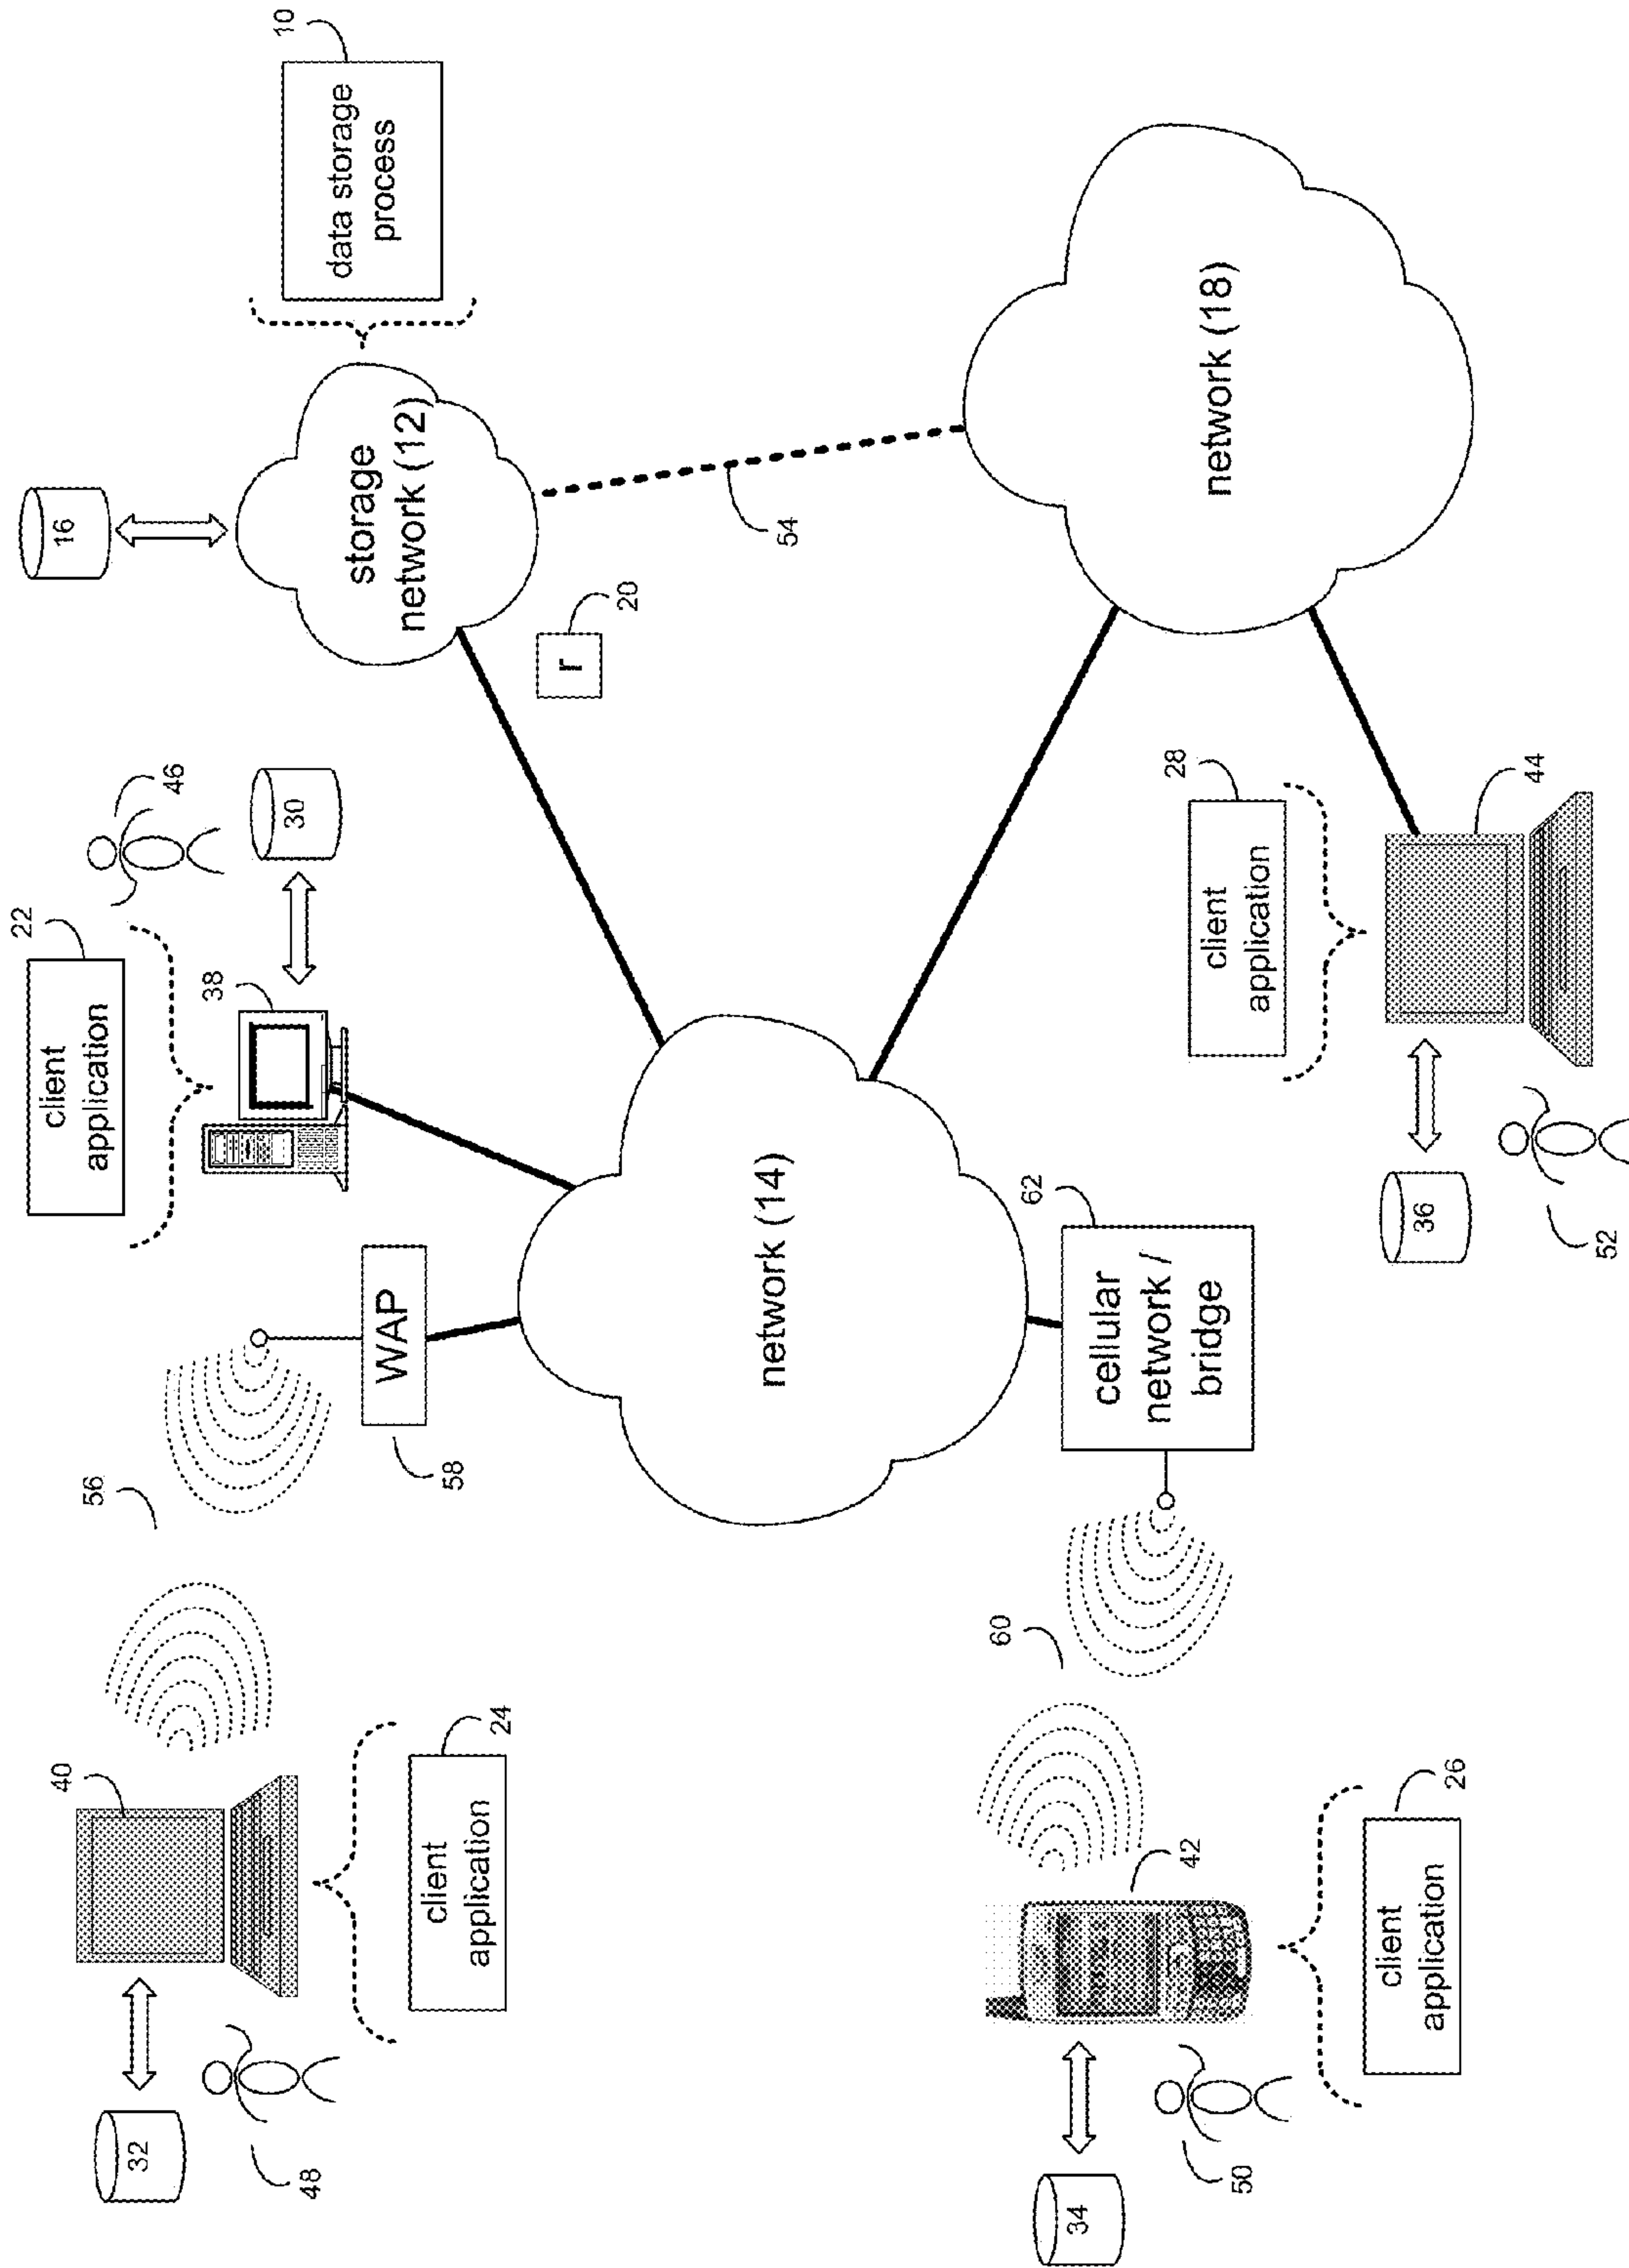 32
48
40
client
application
24
56
WAP
58
client
application
22
38
46
30
16
storage
network (12)
data storage
process
10
r
20
54
network (14)
network (18)
34
50
42
client
application
26
60
cellular
network /
bridge
62
client
application
28
44
36
52